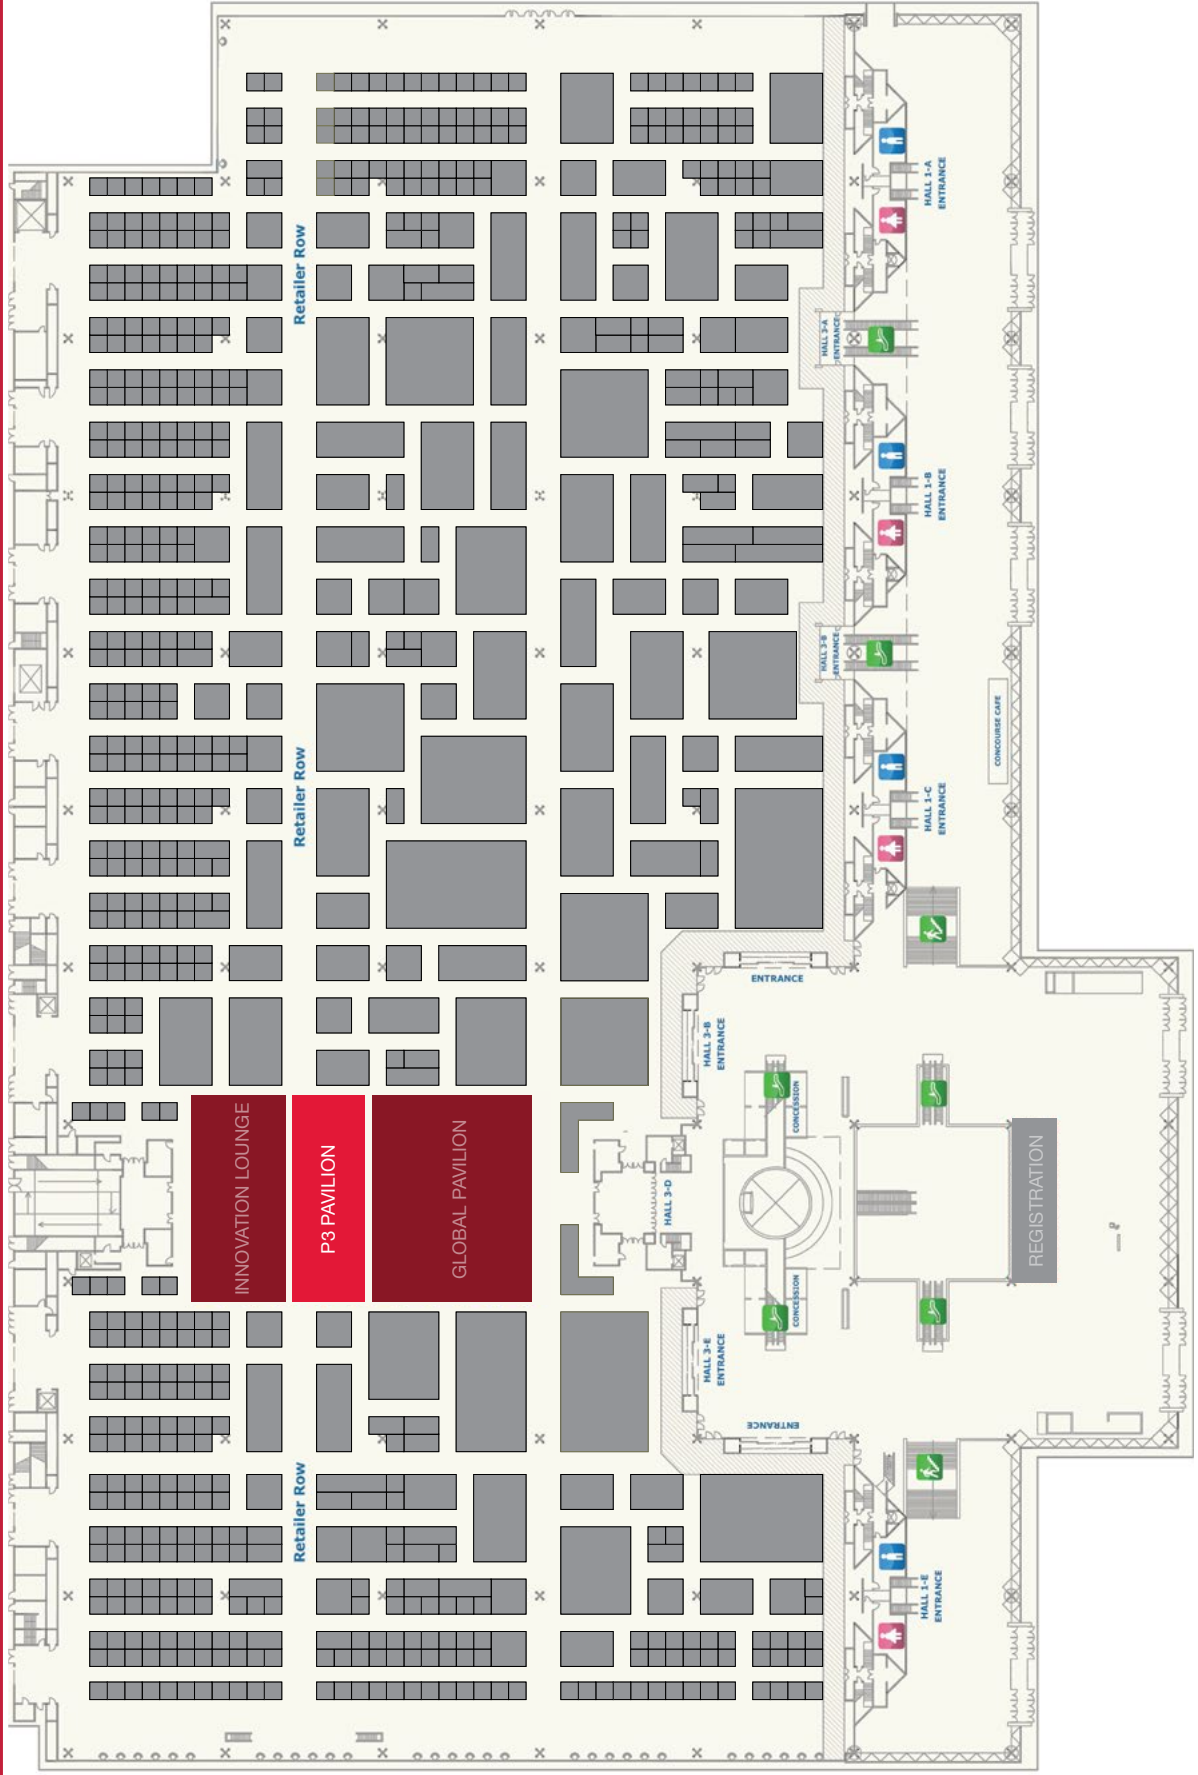 HALL 1-A
ENTRANCE
Retailer Row
HALL 3-A
ENTRANCE
HALL 1-B
ENTRANCE
HALL 3-B
ENTRANCE
CONCOURSE CAFE
Retailer Row
HALL 1-C
ENTRANCE
ENTRANCE
HALL 3-B
ENTRANCE
CONCESSION
INNOVATION LOUNGE
P3 PAVILION
GLOBAL PAVILION
HALL 3-D
REGISTRATION
CONCESSION
HALL 3-E
ENTRANCE
ENTRANCE
Retailer Row
HALL 1-E
ENTRANCE